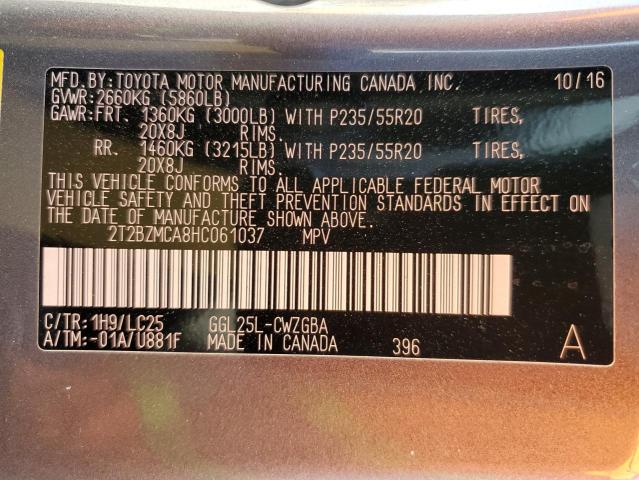 MFD. BY: TOYOTA MOTOR MANUFACTURING CANADA INC. 10/16
GVWR: 2660KG (5860LB)
GAWR: FRT. 1360KG (3000LB) WITH P235/55R20 TIRES,
20X8J RIMS.
RR. 1460KG (3215LB) WITH P235/55R20 TIRES,
20X8J RIMS.
THIS VEHICLE CONFORMS TO ALL APPLICABLE FEDERAL MOTOR
VEHICLE SAFETY AND THEFT PREVENTION STANDARDS IN EFFECT ON
THE DATE OF MANUFACTURE SHOWN ABOVE.
2T2BZMCA8HC061037 MPV
C/TR: 1H9/LC25 GGL25L-CWZGBA
A/TM: -01A/U881F MADE IN CANADA 396 A